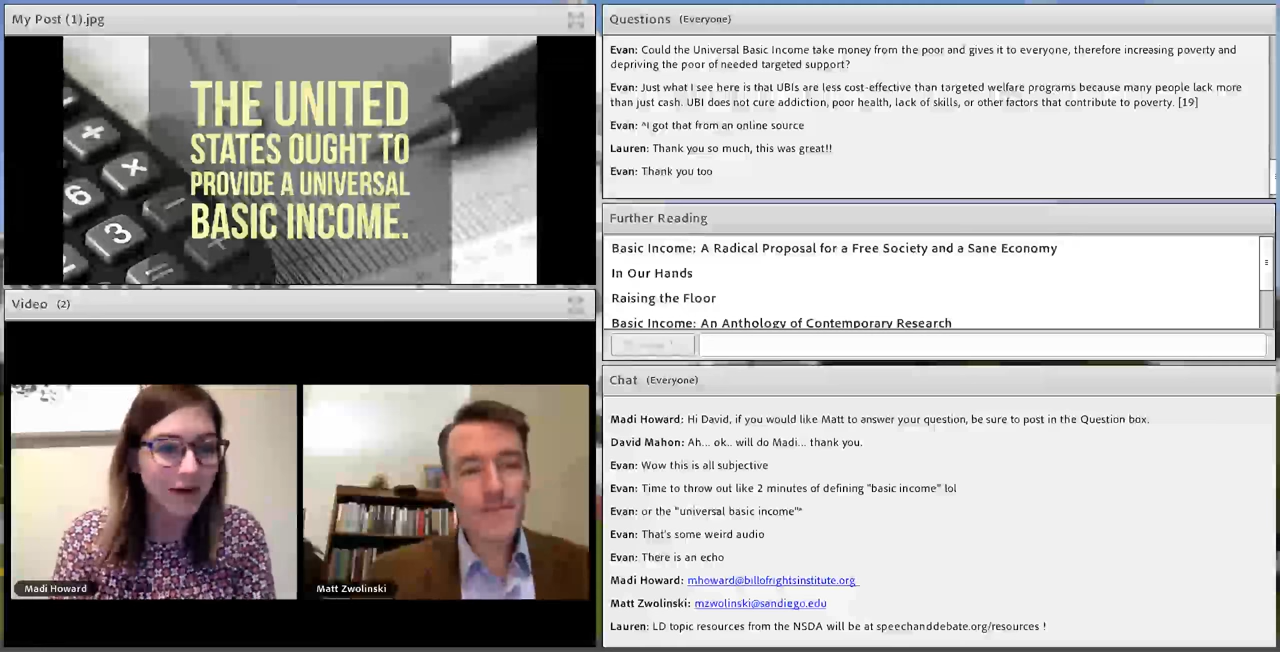 My Post (1).jpg
THE UNITED
STATES OUGHT TO
PROVIDE A UNIVERSAL
BASIC INCOME.
Video (2)
Madi Howard
Matt Zwolinski
Questions (Everyone)
Evan: Could the Universal Basic Income take money from the poor and gives it to everyone, therefore increasing poverty and
depriving the poor of needed targeted support?
Evan: Just what I see here is that UBIs are less cost-effective than targeted welfare programs because many people lack more
than just cash. UBI does not cure addiction, poor health, lack of skills, or other factors that contribute to poverty. [19]
Evan: ^I got that from an online source
Lauren: Thank you so much, this was great!!
Evan: Thank you too
Further Reading
Basic Income: A Radical Proposal for a Free Society and a Sane Economy
In Our Hands
Raising the Floor
Basic Income: An Anthology of Contemporary Research
Chat (Everyone)
Madi Howard: Hi David, if you would like Matt to answer your question, be sure to post in the Question box.
David Mahon: Ah... ok.. will do Madi... thank you.
Evan: Wow this is all subjective
Evan: Time to throw out like 2 minutes of defining "basic income" lol
Evan: or the "universal basic income"*
Evan: That's some weird audio
Evan: There is an echo
Madi Howard: mhoward@billofrightsinstitute.org
Matt Zwolinski: mzwolinski@sandiego.edu
Lauren: LD topic resources from the NSDA will be at speechanddebate.org/resources !